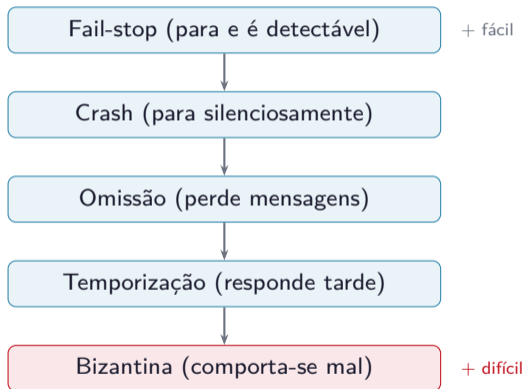 Fail-stop (para e é detectável) + fácil
Crash (para silenciosamente)
Omissão (perde mensagens)
Temporização (responde tarde)
Bizantina (comporta-se mal) + difícil